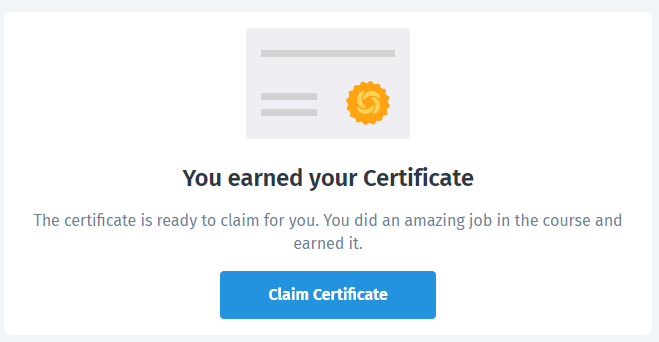 You earned your Certificate
The certificate is ready to claim for you. You did an amazing job in the course and
earned it.
Claim Certificate